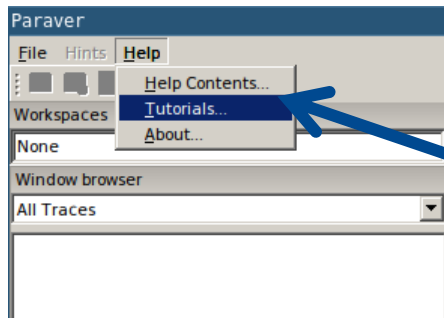 Paraver
File Hints Help
Help Contents...
Tutorials...
Workspaces
About...
None
Window browser
All Traces